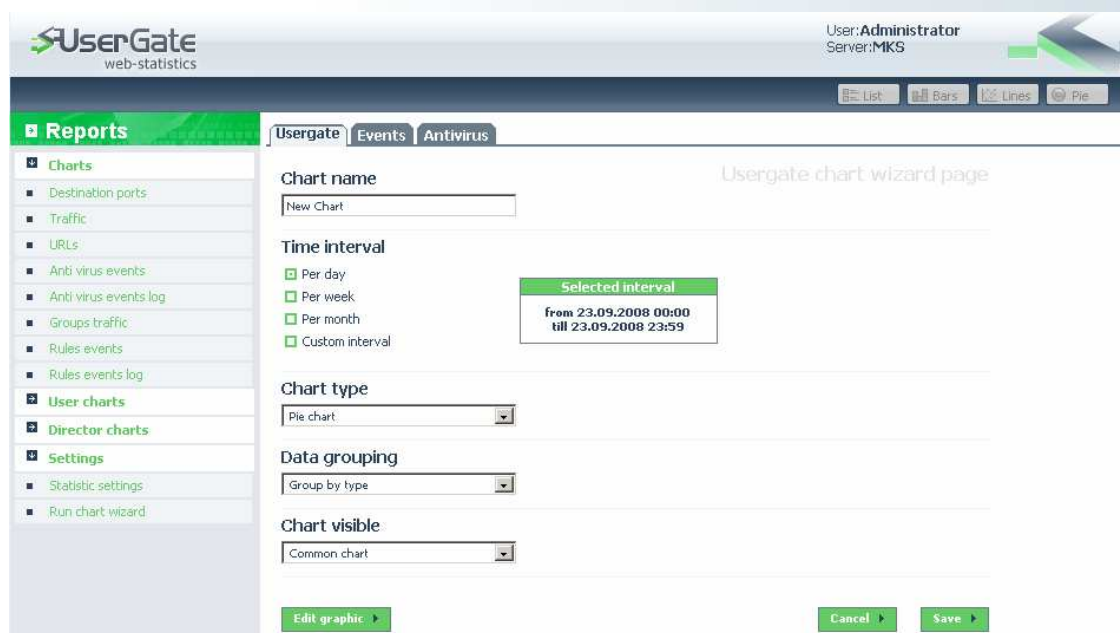 UserGate
web-statistics
User:Administrator
Server:MKS
List
Bars
Lines
Pie
Reports
Charts
Destination ports
Traffic
URLs
Anti virus events
Anti virus events log
Groups traffic
Rules events
Rules events log
User charts
Director charts
Settings
Statistic settings
Run chart wizard
Usergate
Events
Antivirus
Usergate chart wizard page
Chart name
New Chart
Time interval
Per day
Per week
Per month
Custom interval
Selected interval
from 23.09.2008 00:00
till 23.09.2008 23:59
Chart type
Pie chart
Data grouping
Group by type
Chart visible
Common chart
Edit graphic
Cancel
Save